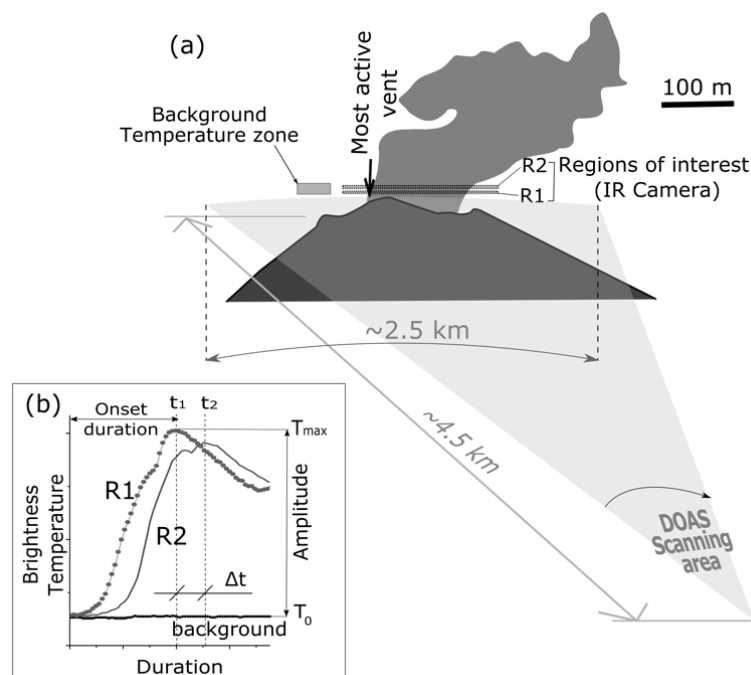 (a)
Most active
vent
100 m
Background
Temperature zone
R2
R1
Regions of interest
(IR Camera)
~2.5 km
~4.5 km
DOAS
Scanning
area
(b)
t1
t2
Onset
duration
Tmax
R1
R2
Brightness
Temperature
Amplitude
Δt
T0
background
Duration